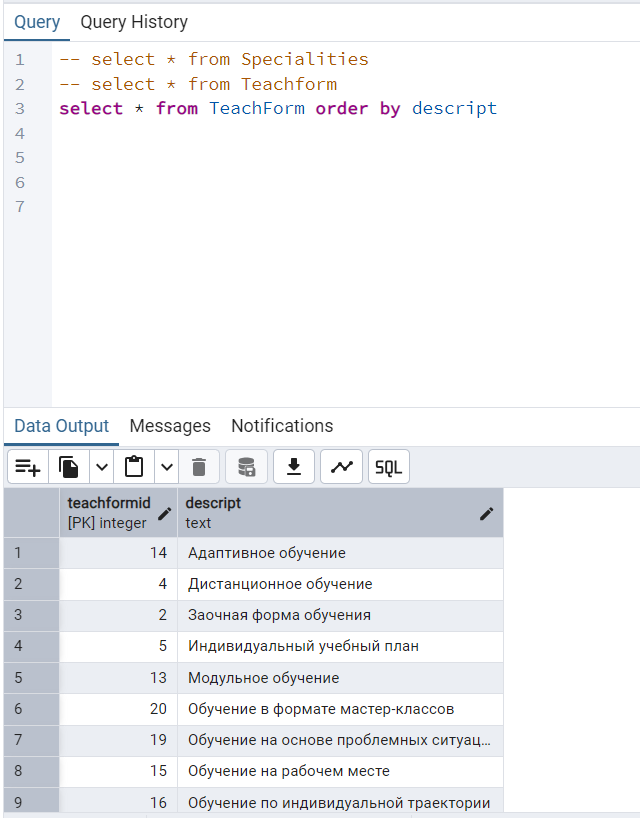 Query Query History
1 -- select * from Specialities
2 -- select * from Teachform
3 select * from TeachForm order by descript
4
5
6
7
Data Output Messages Notifications
SQL
teachformid descript
[PK] integer text
1 14 Адаптивное обучение
2 4 Дистанционное обучение
3 2 Заочная форма обучения
4 5 Индивидуальный учебный план
5 13 Модульное обучение
6 20 Обучение в формате мастер-классов
7 19 Обучение на основе проблемных ситуац...
8 15 Обучение на рабочем месте
9 16 Обучение по индивидуальной траектории